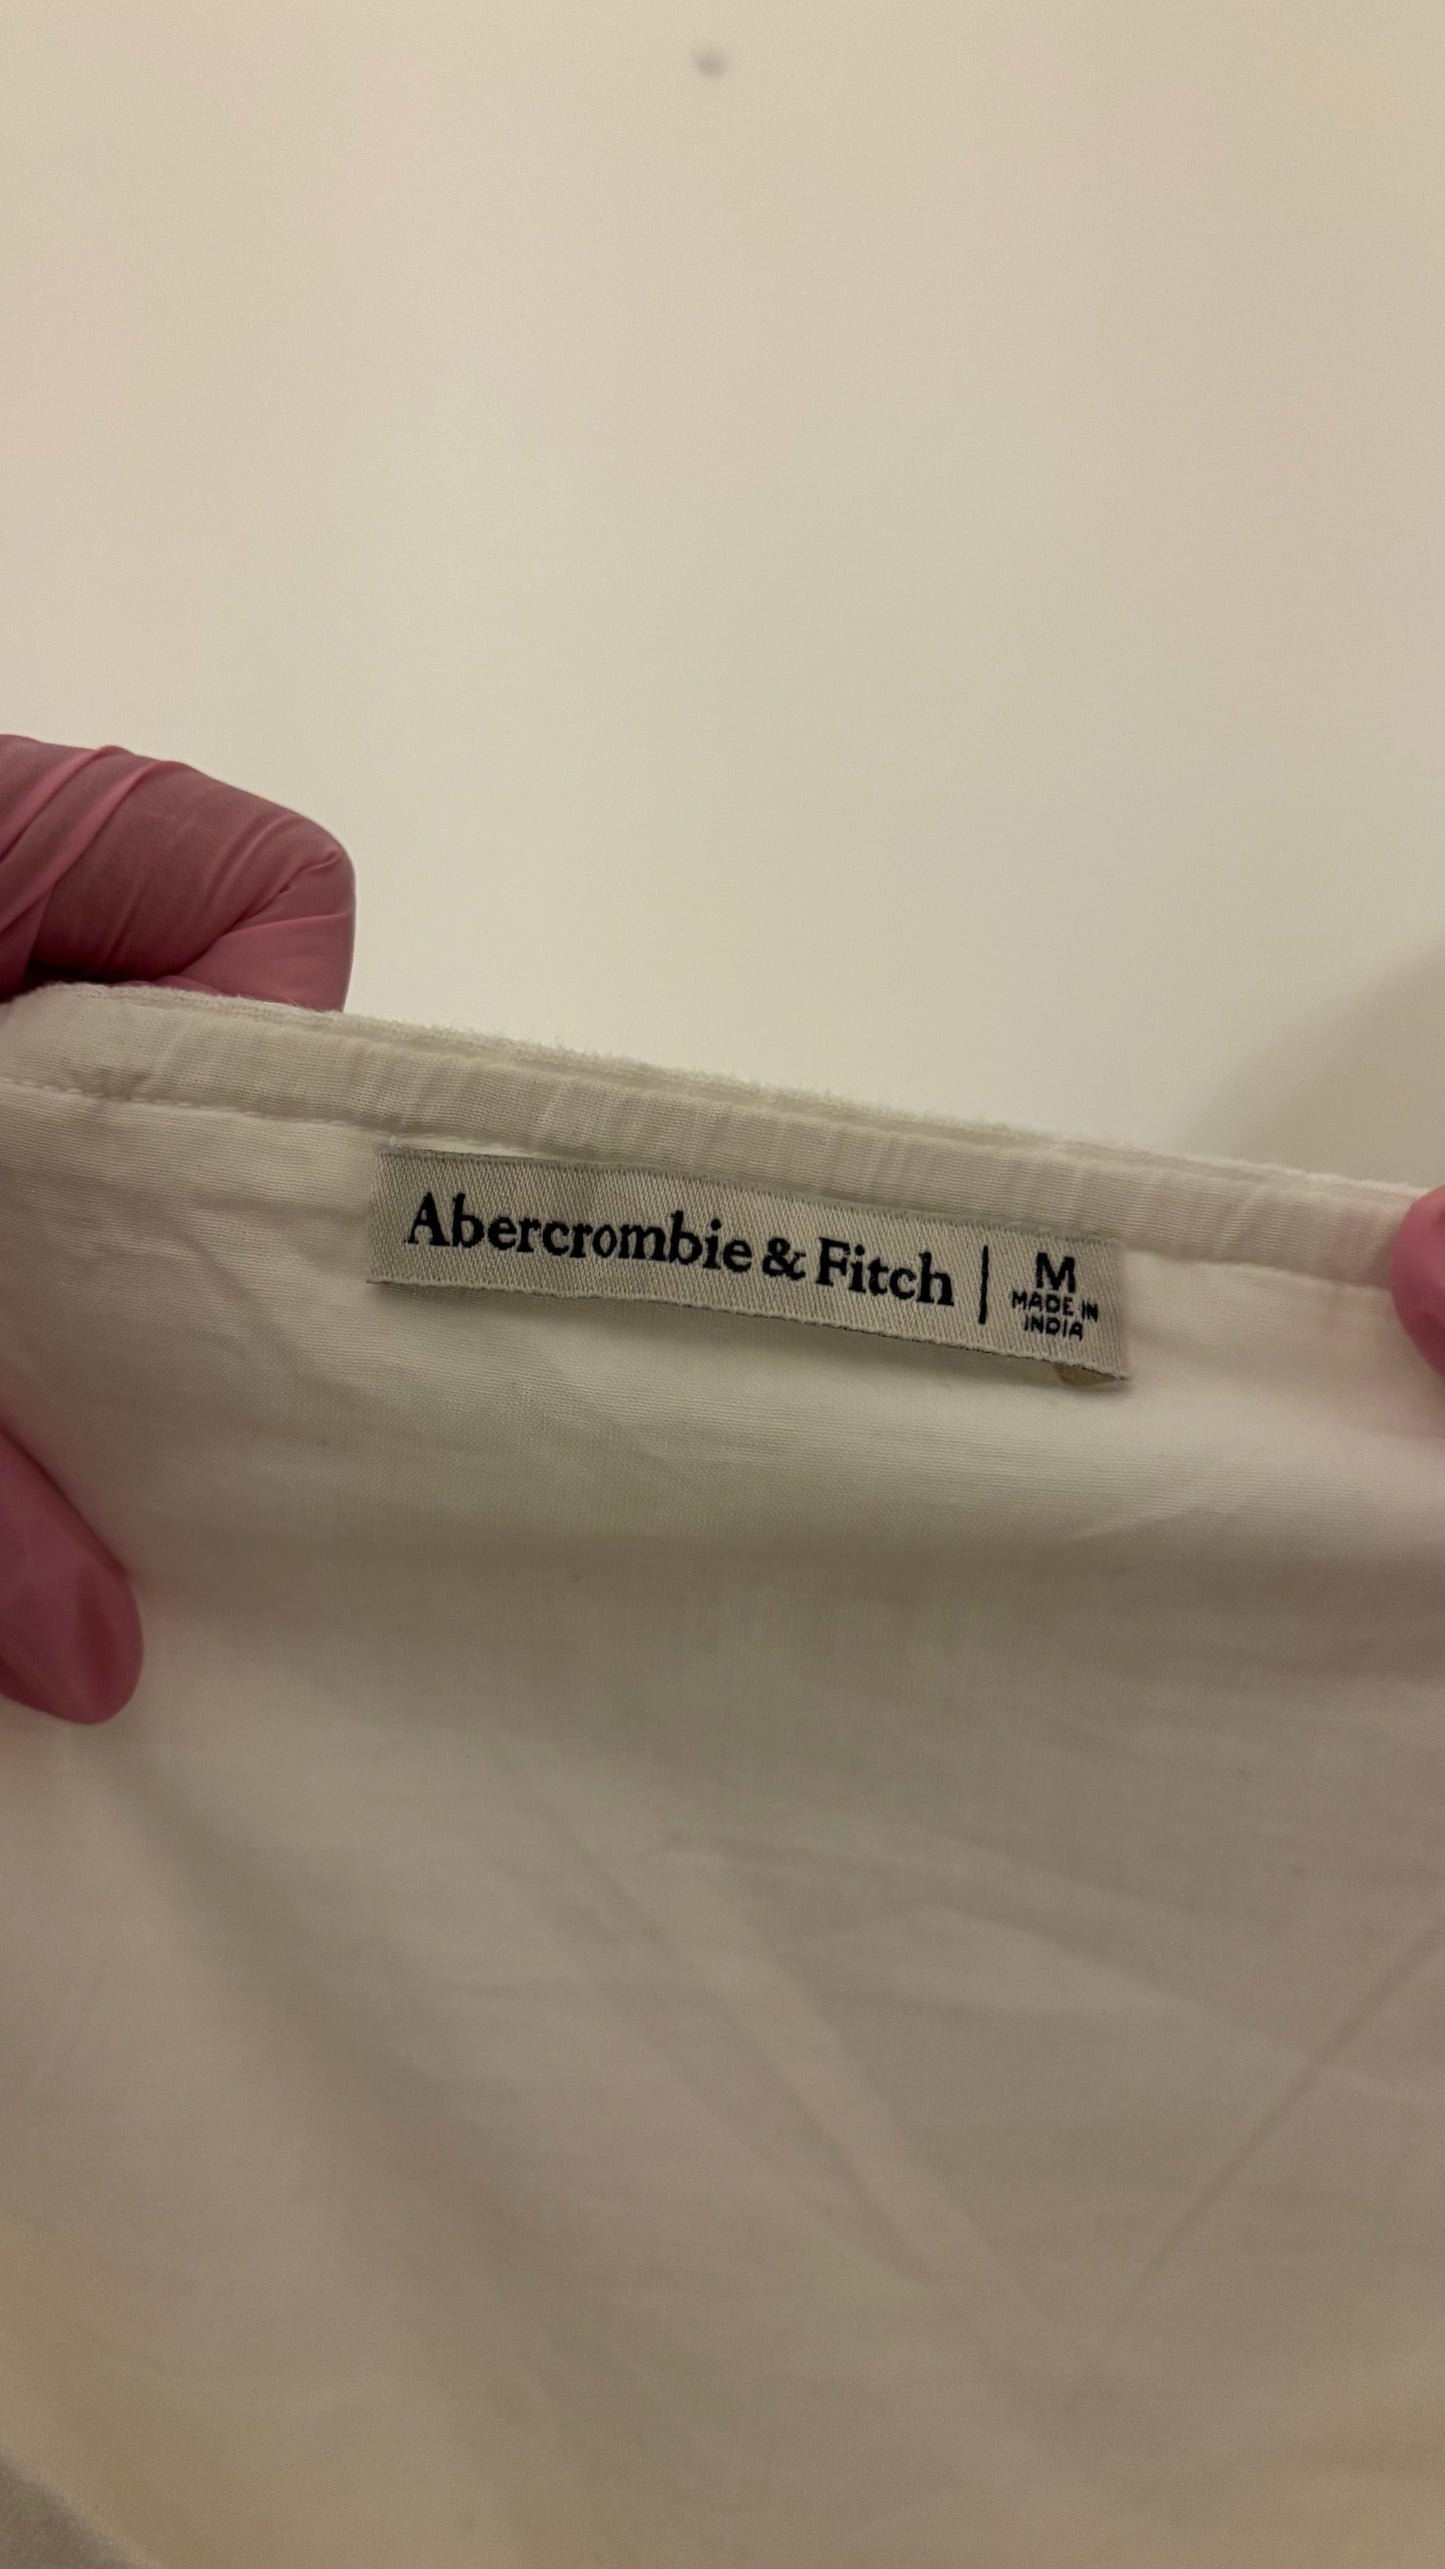 Abercrombie & Fitch | M
MADE IN
INDIA